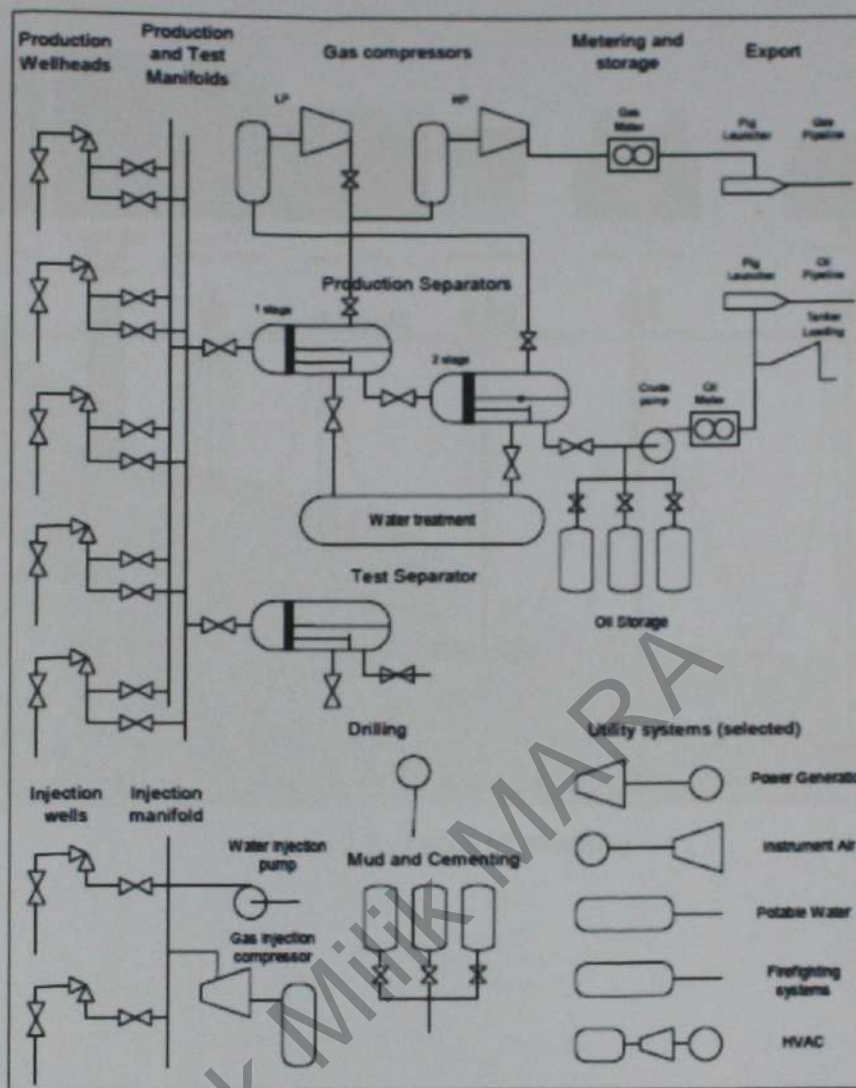 Production
Wellheads
Production
and Test
Manifolds
Gas compressors
Metering and
storage
Export
LP
HP
Gas
Meter
Pig
Launcher
Gas
Pipeline
Production Separators
1 stage
2 stage
Pig
Launcher
Oil
Pipeline
Tanker
Loading
Crude
pump
Oil
Meter
Water treatment
Test Separator
Oil Storage
Drilling
Utility systems (selected)
Injection
wells
Injection
manifold
Water injection
pump
Mud and Cementing
Gas injection
compressor
Power Generato
Instrument Air
Potable Water
Firefighting
systems
HVAC
k Milik MARA